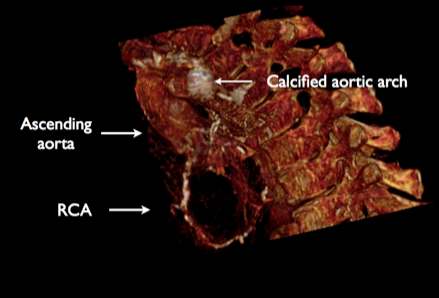 Calcified aortic arch
Ascending
aorta
RCA